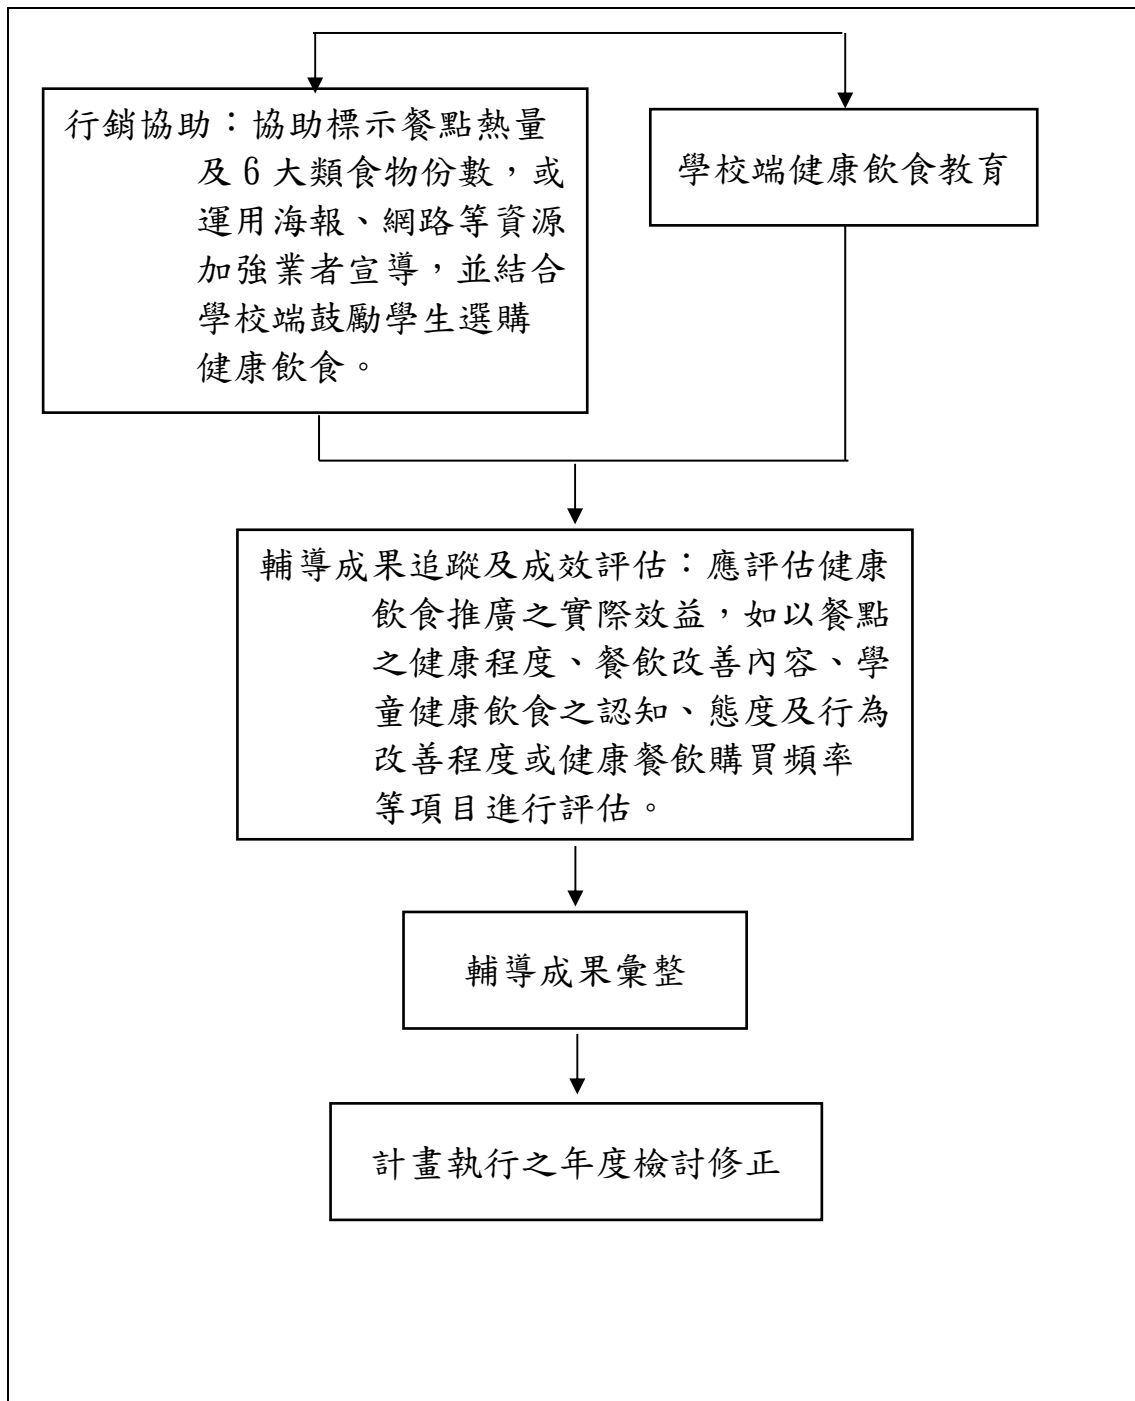 行銷協助：協助標示餐點熱量
及 6 大類食物份數，或
運用海報、網路等資源
加強業者宣導，並結合
學校端鼓勵學生選購
健康飲食。
學校端健康飲食教育
輔導成果追蹤及成效評估：應評估健康
飲食推廣之實際效益，如以餐點
之健康程度、餐飲改善內容、學
童健康飲食之認知、態度及行為
改善程度或健康餐飲購買頻率
等項目進行評估。
輔導成果彙整
計畫執行之年度檢討修正